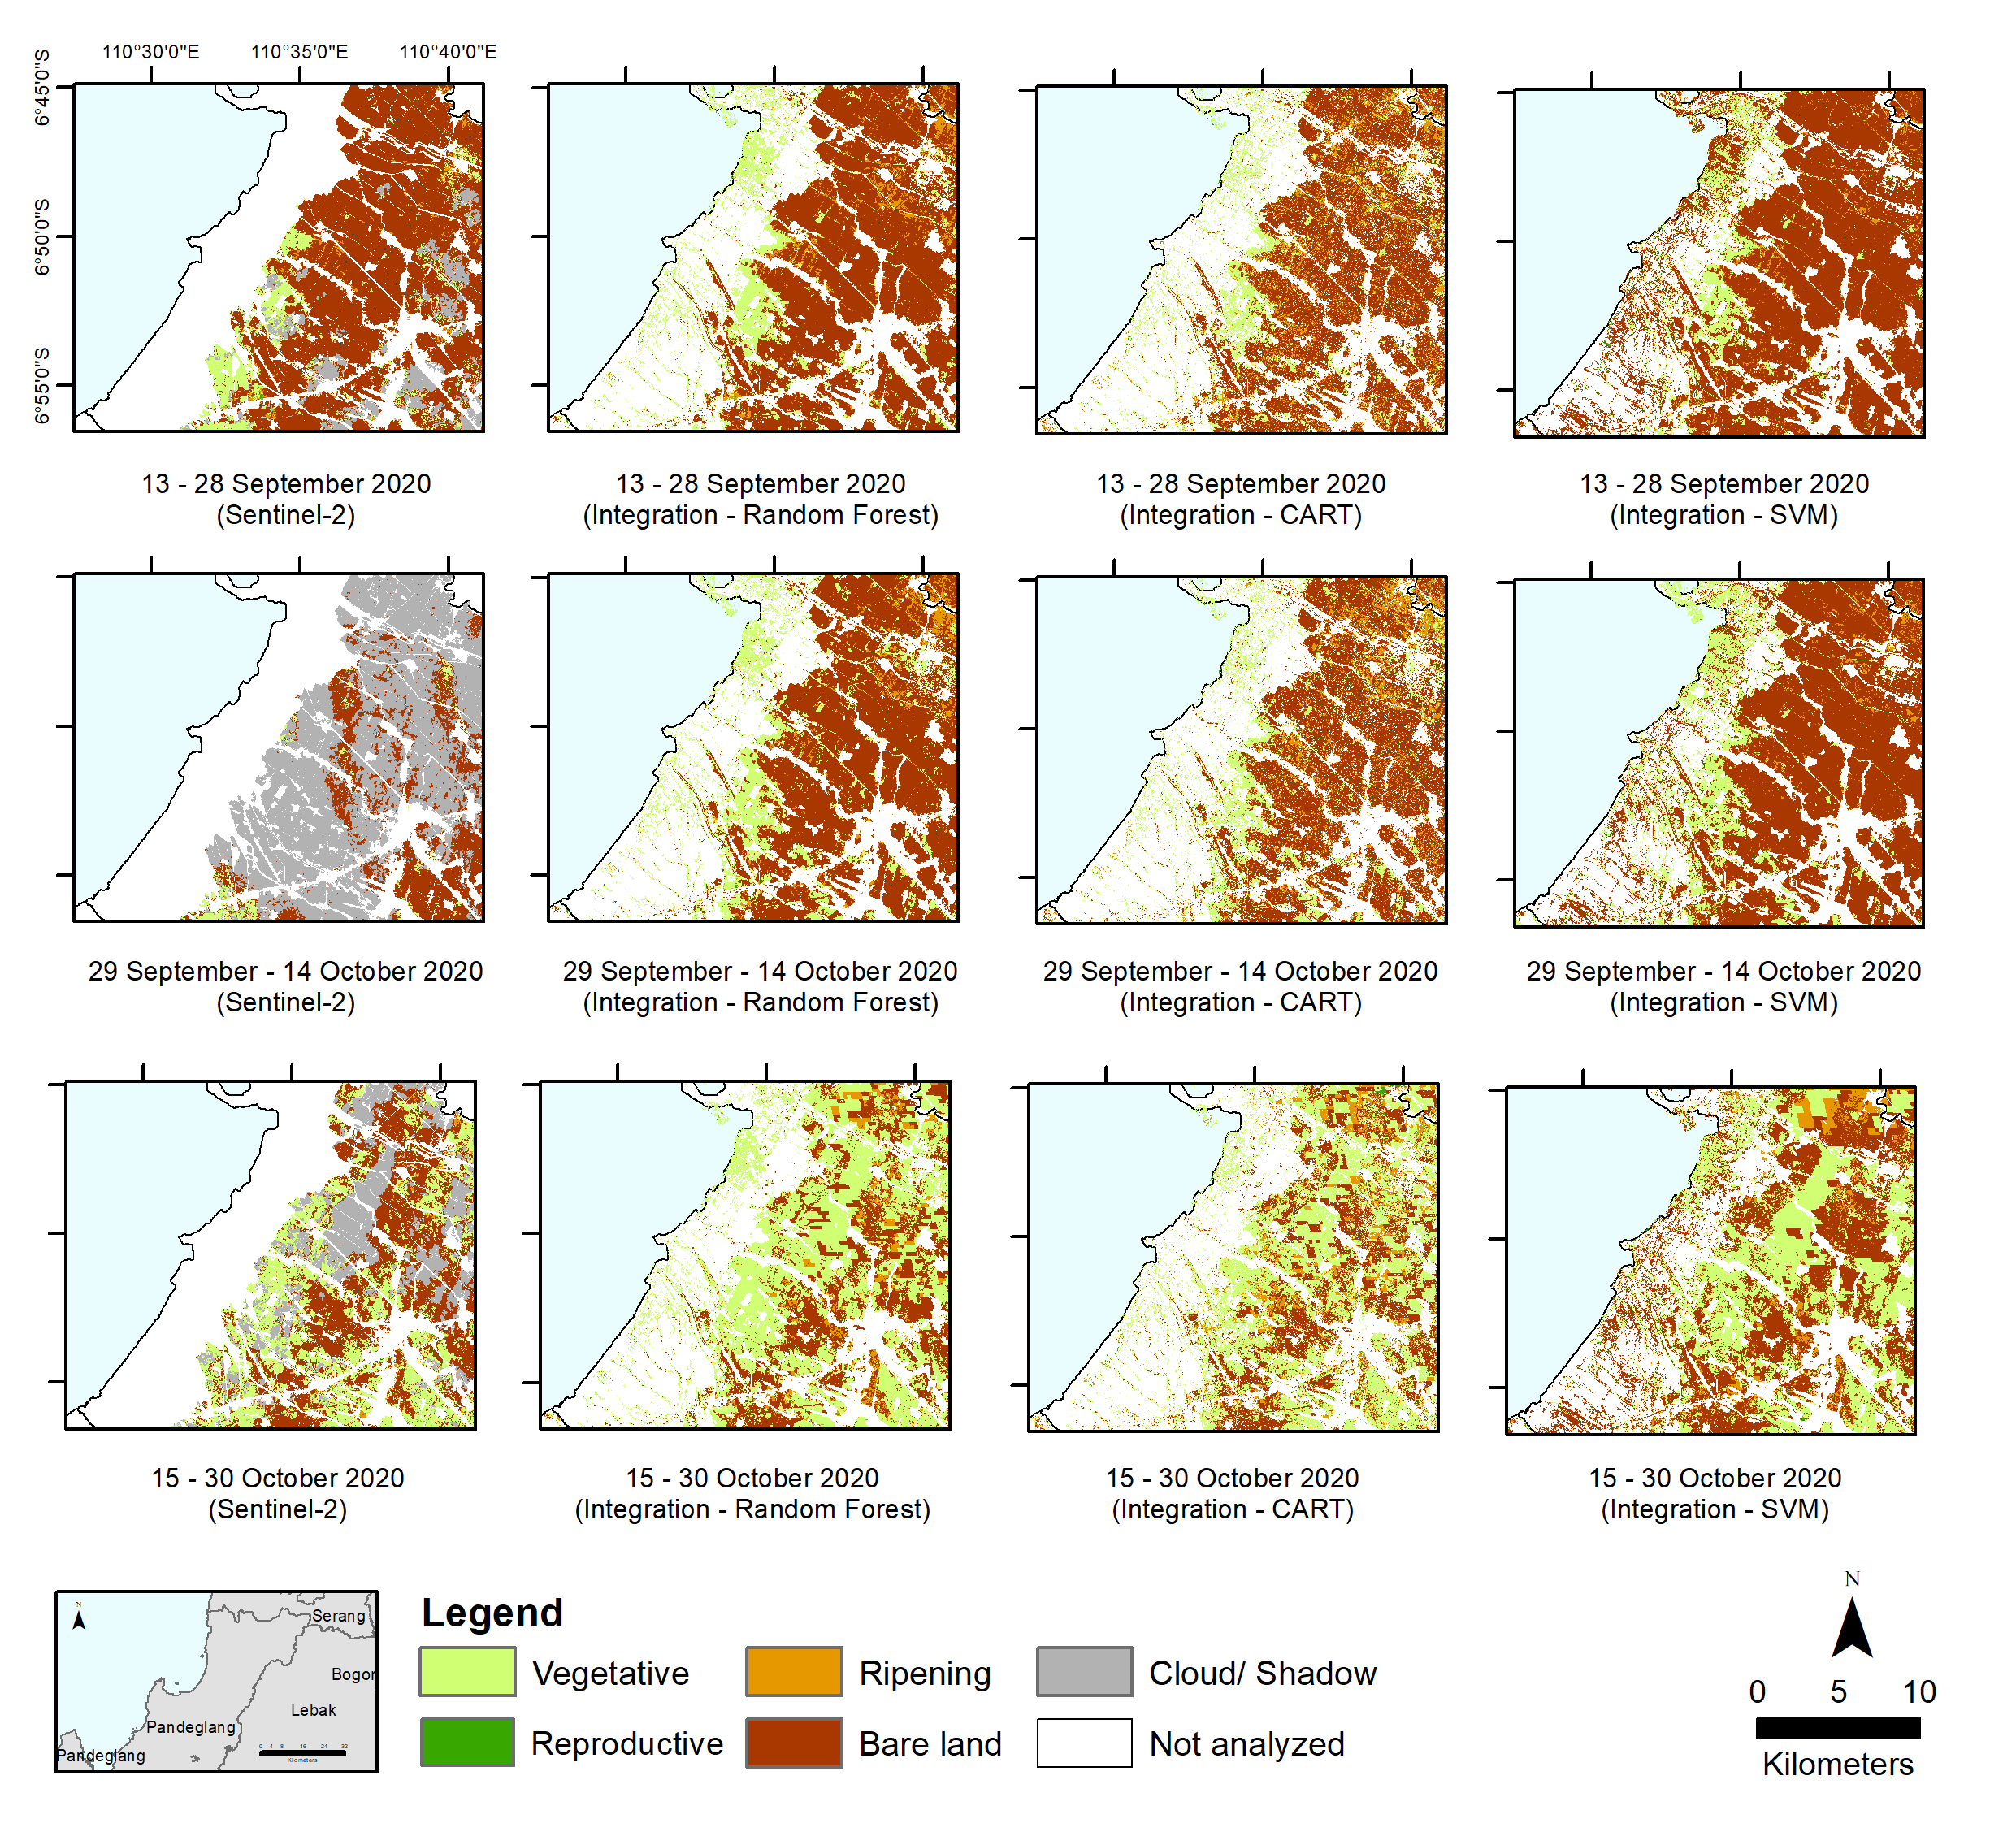 110°30'0"E 110°35'0"E 110°40'0"E
6°45'0"S
6°50'0"S
6°55'0"S
13 - 28 September 2020
(Sentinel-2)
13 - 28 September 2020
(Integration - Random Forest)
13 - 28 September 2020
(Integration - CART)
13 - 28 September 2020
(Integration - SVM)
29 September - 14 October 2020
(Sentinel-2)
29 September - 14 October 2020
(Integration - Random Forest)
29 September - 14 October 2020
(Integration - CART)
29 September - 14 October 2020
(Integration - SVM)
15 - 30 October 2020
(Sentinel-2)
15 - 30 October 2020
(Integration - Random Forest)
15 - 30 October 2020
(Integration - CART)
15 - 30 October 2020
(Integration - SVM)
N
Serang
Bogor
Lebak
Pandeglang
Pandeglang
0 4 8 16 24 32
Kilometers
Legend
Vegetative
Ripening
Cloud/ Shadow
Reproductive
Bare land
Not analyzed
N
0 5 10
Kilometers